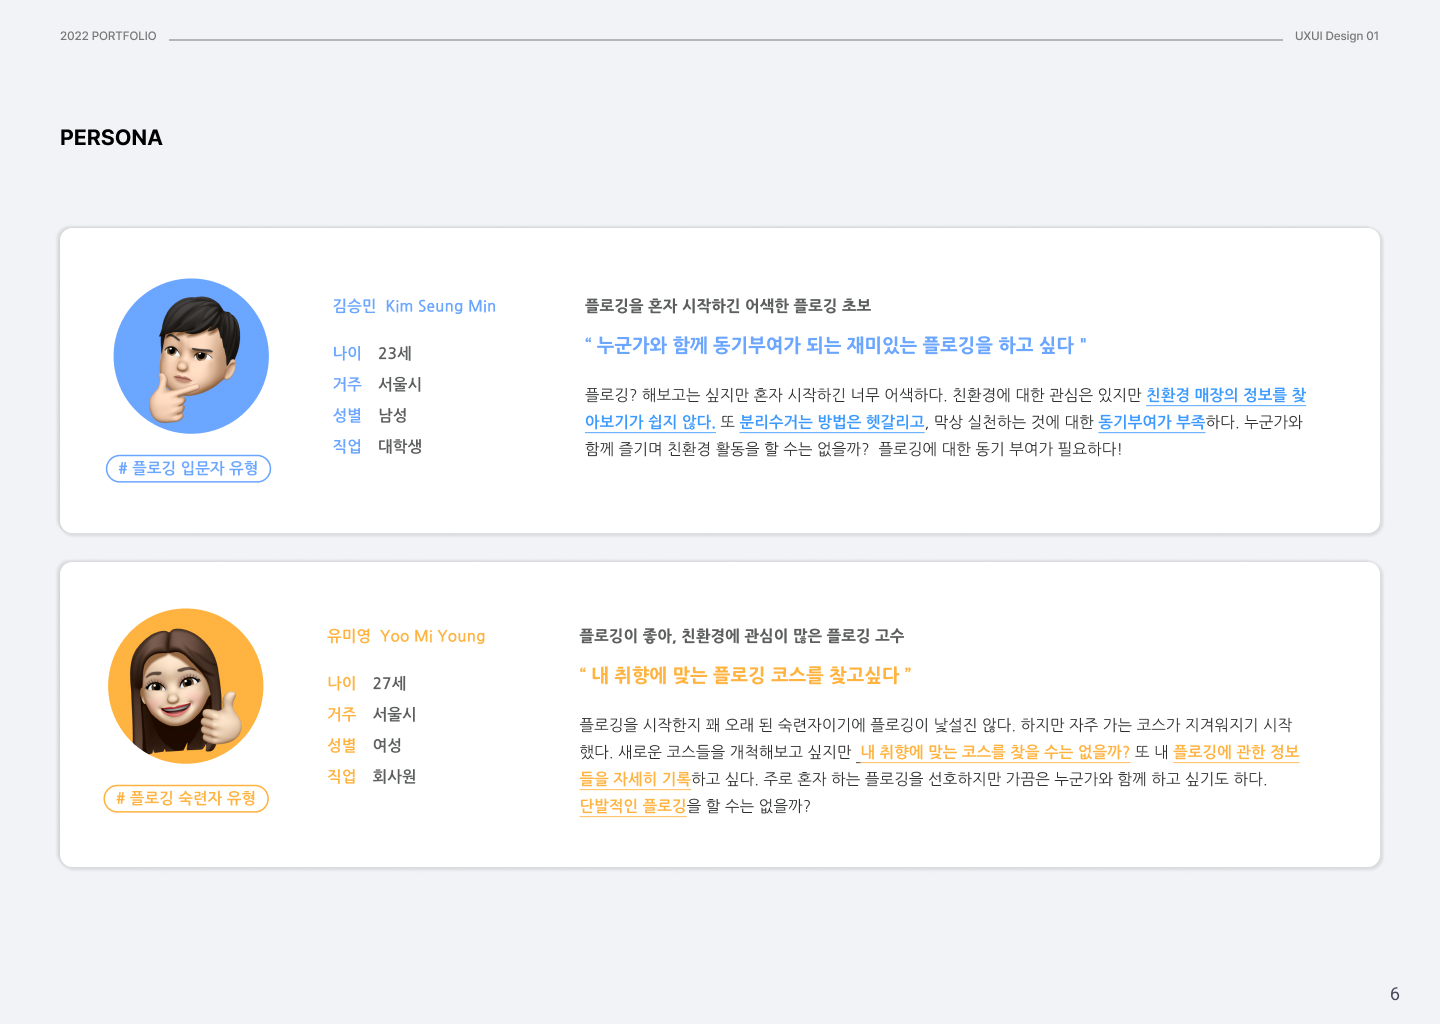 2022 PORTFOLIO
UXUI Design 01
PERSONA
김승민 Kim Seung Min
나이 23세
거주 서울시
성별 남성
직업 대학생
# 플로깅 입문자 유형
플로깅을 혼자 시작하긴 어색한 플로깅 초보
“ 누군가와 함께 동기부여가 되는 재미있는 플로깅을 하고 싶다 "
플로깅? 해보고는 싶지만 혼자 시작하긴 너무 어색하다. 친환경에 대한 관심은 있지만 친환경 매장의 정보를 찾
아보기가 쉽지 않다. 또 분리수거는 방법은 헷갈리고, 막상 실천하는 것에 대한 동기부여가 부족하다. 누군가와
함께 즐기며 친환경 활동을 할 수는 없을까? 플로깅에 대한 동기 부여가 필요하다!
유미영 Yoo Mi Young
나이 27세
거주 서울시
성별 여성
직업 회사원
# 플로깅 숙련자 유형
플로깅이 좋아, 친환경에 관심이 많은 플로깅 고수
“ 내 취향에 맞는 플로깅 코스를 찾고싶다 "
플로깅을 시작한지 꽤 오래 된 숙련자이기에 플로깅이 낯설진 않다. 하지만 자주 가는 코스가 지겨워지기 시작
했다. 새로운 코스들을 개척해보고 싶지만 _내 취향에 맞는 코스를 찾을 수는 없을까? 또 내 플로깅에 관한 정보
들을 자세히 기록하고 싶다. 주로 혼자 하는 플로깅을 선호하지만 가끔은 누군가와 함께 하고 싶기도 하다.
단발적인 플로깅을 할 수는 없을까?
6